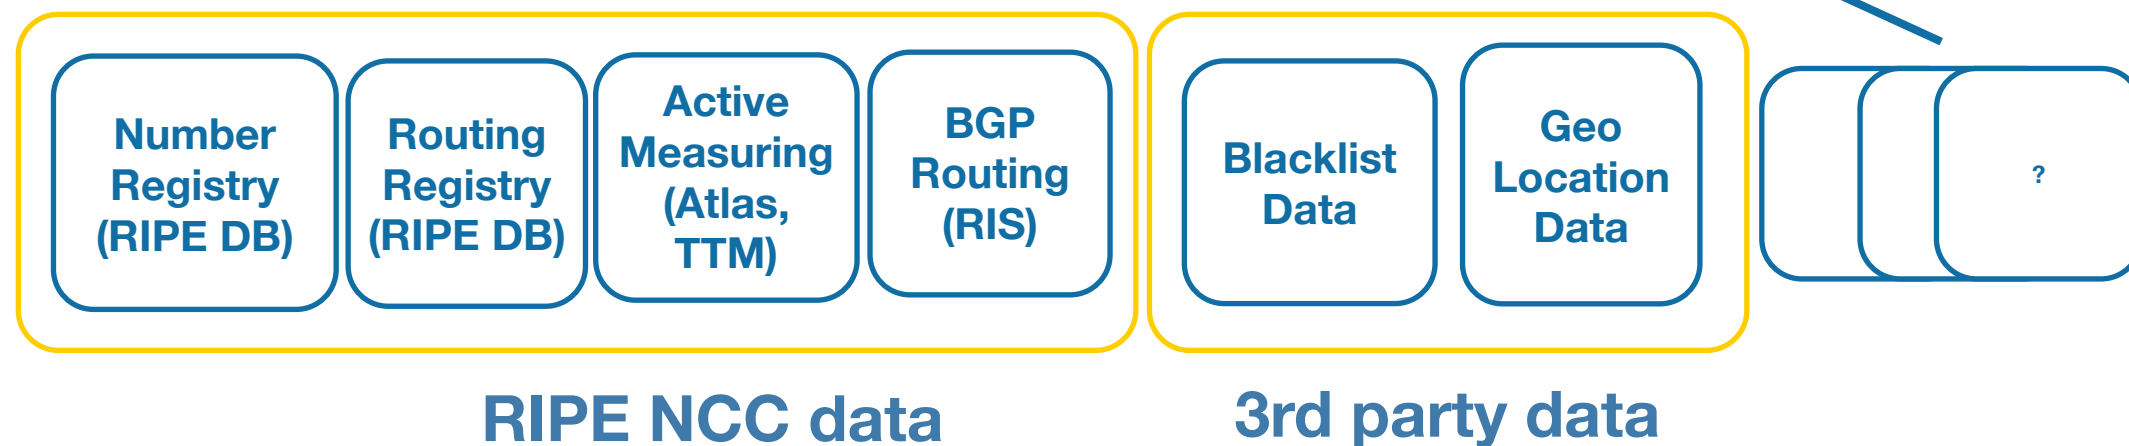 Number
Registry
(RIPE DB)
Routing
Registry
(RIPE DB)
Active
Measuring
(Atlas,
TTM)
BGP
Routing
(RIS)
Blacklist
Data
Geo
Location
Data
?
RIPE NCC data
3rd party data